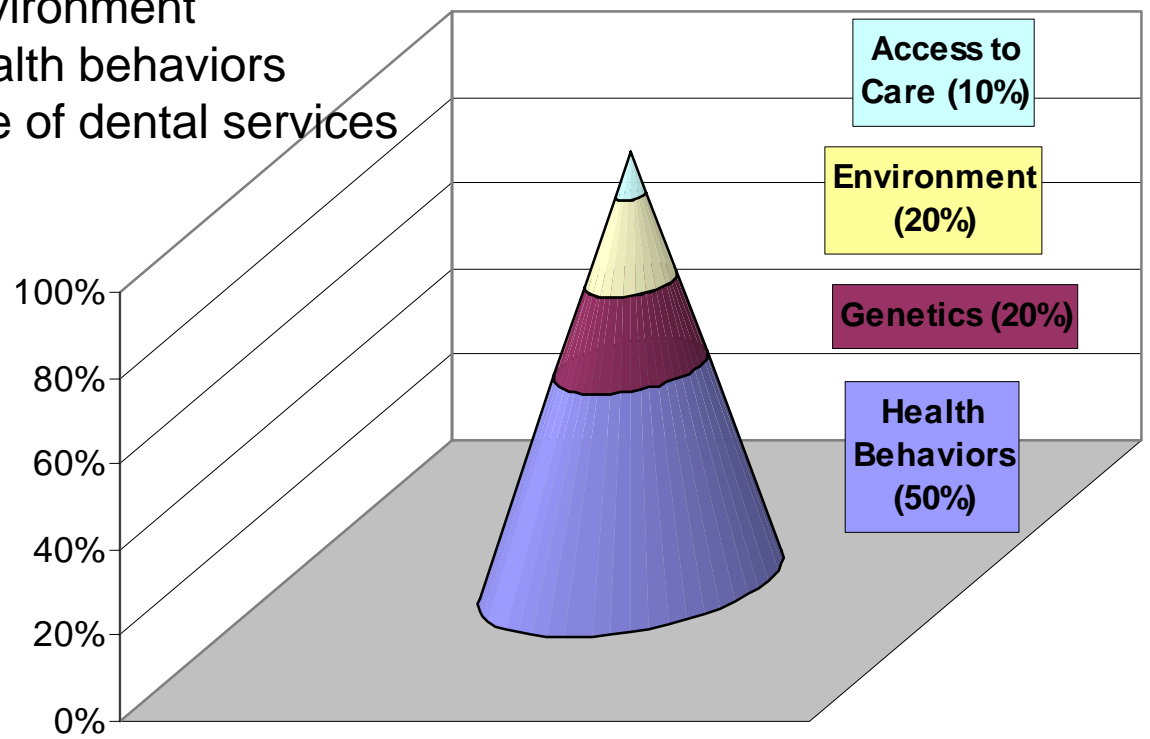 vironment
alth behaviors
e of dental services
Access to
Care (10%)
Environment
(20%)
Genetics (20%)
Health
Behaviors
(50%)
100%
80%
60%
40%
20%
0%